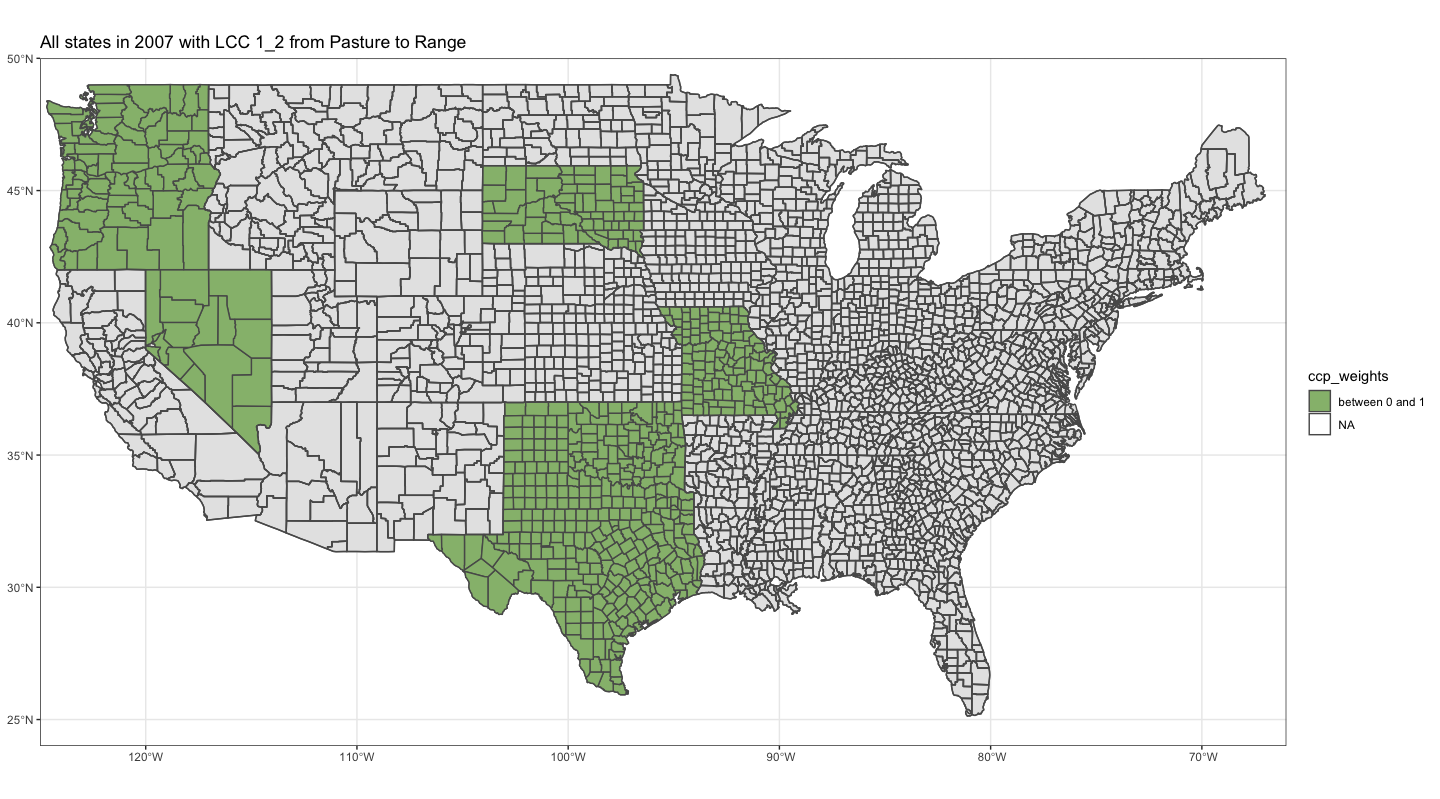 All states in 2007 with LCC 1_2 from Pasture to Range
50°N
45°N
40°N
35°N
30°N
25°N
120°W
110°W
100°W
90°W
80°W
70°W
ccp_weights
between 0 and 1
NA